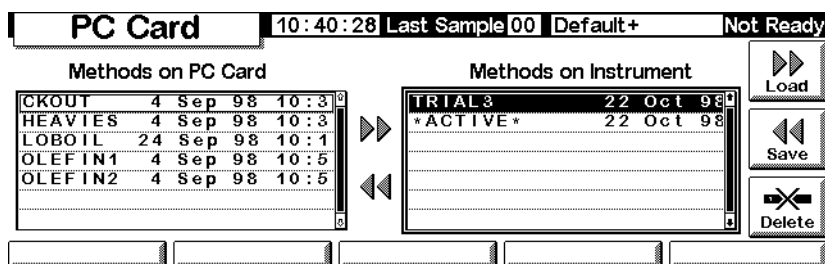 PC Card 10:40:28 Last Sample 00 Default+ Not Ready
Methods on PC Card
CKOUT 4 Sep 98 10:3
HEAVIES 4 Sep 98 10:3
LOBOIL 24 Sep 98 10:1
OLEFIN1 4 Sep 98 10:5
OLEFIN2 4 Sep 98 10:5
Methods on Instrument
TRIAL3 22 Oct 98
*ACTIVE* 22 Oct 98
Load
Save
Delete